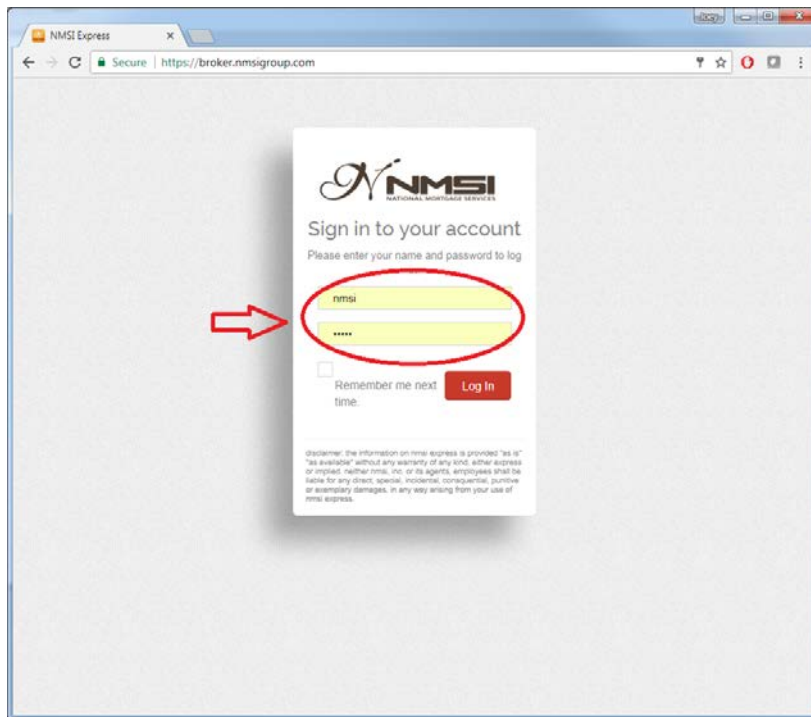 Joey
NMSI Express
Secure | https://broker.nmsigroup.com
NMSI
NATIONAL MORTGAGE SERVICES
Sign in to your account
Please enter your name and password to log
nmsi
•••••
Remember me next
time.
Log In
disclaimer: the information on nmsi express is provided "as is"
"as available" without any warranty of any kind, either express
or implied. neither nmsi, inc. or its agents, employees shall be
liable for any direct, special, incidental, consequential, punitive
or exemplary damages, in any way arising from your use of
nmsi express.